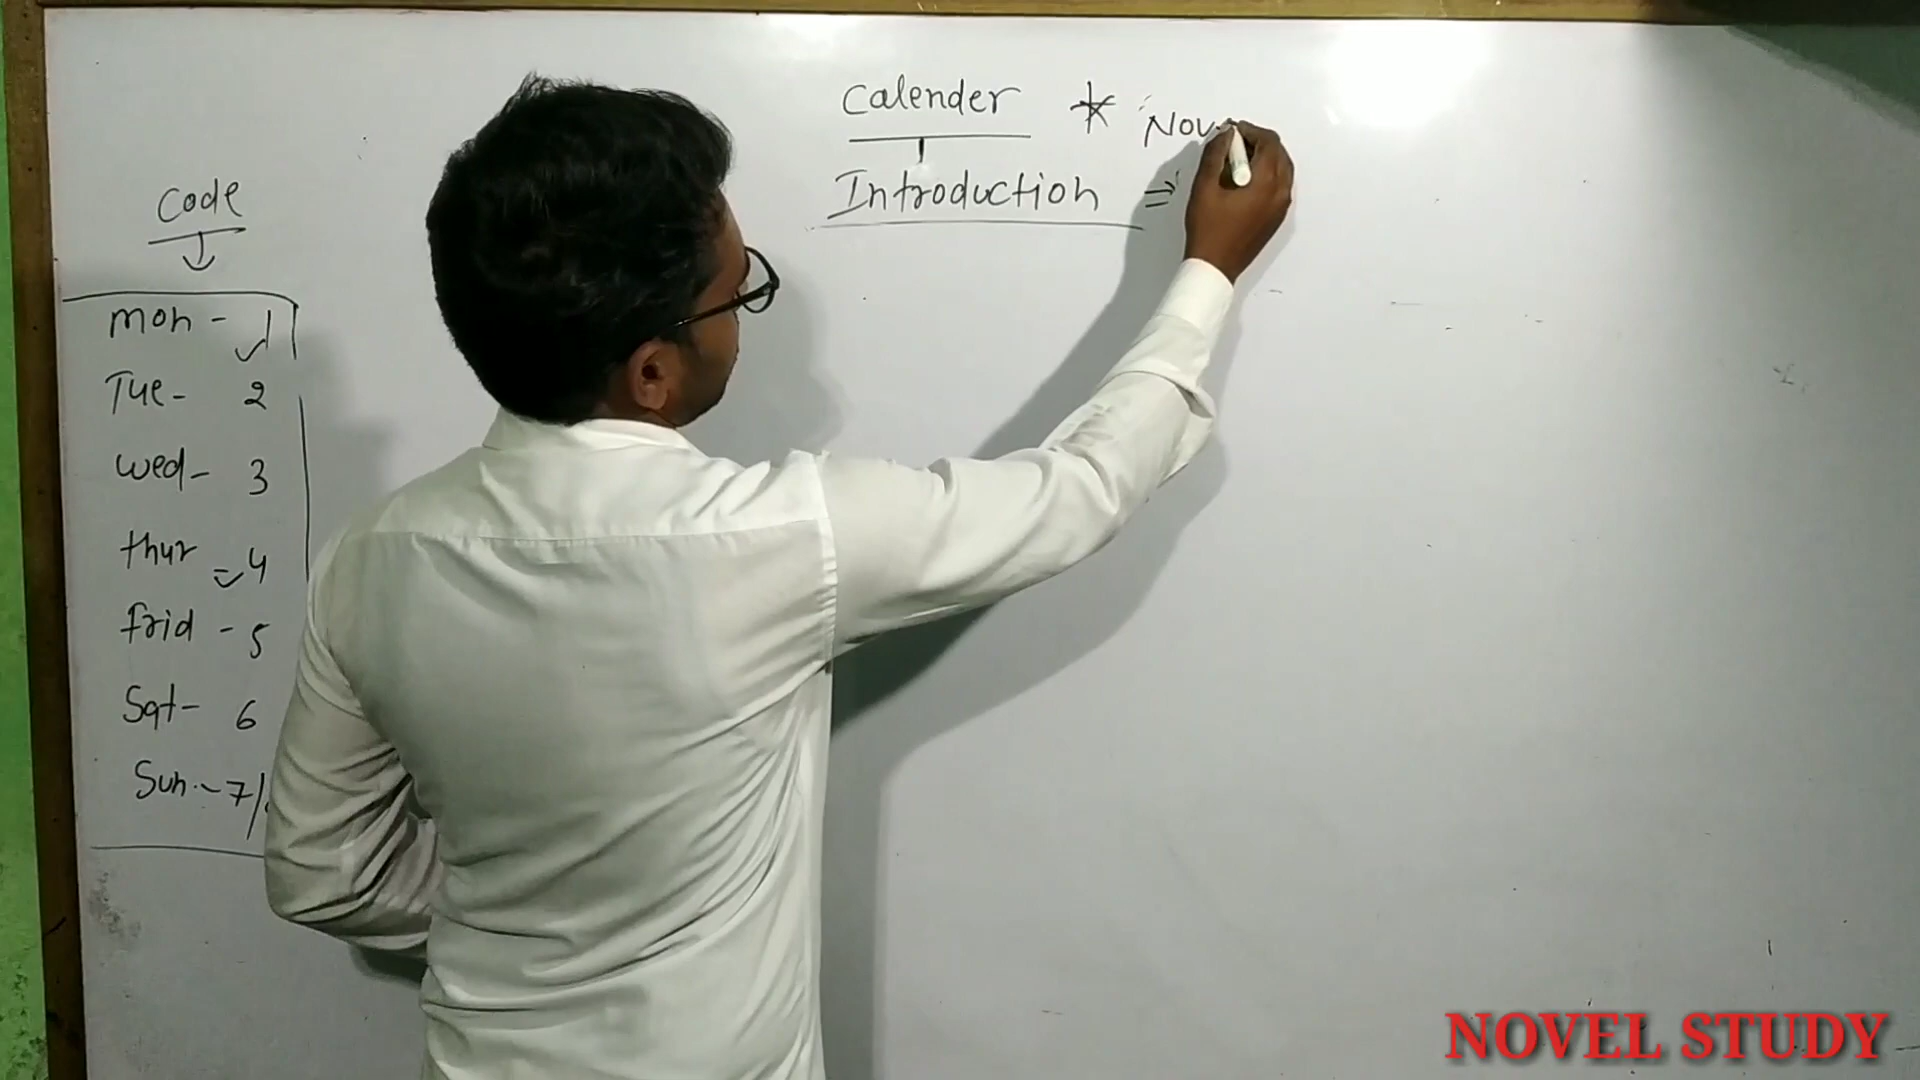 Calender * Nov
Introduction ⇒
Code
mon - 1
Tue - 2
wed - 3
thur = 4
frid - 5
Sat - 6
Sun - 7/
NOVEL STUDY